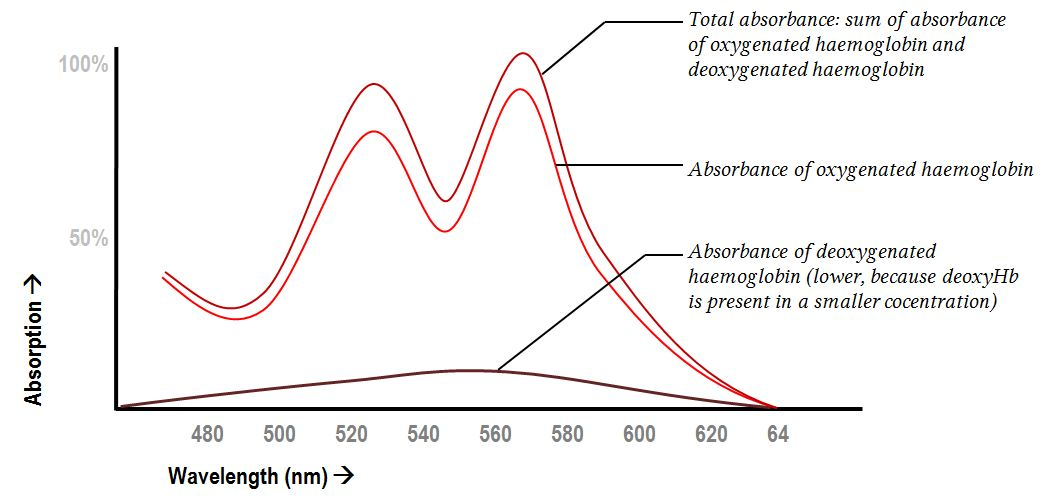 Total absorbance: sum of absorbance
of oxygenated haemoglobin and
deoxygenated haemoglobin
100%
Absorbance of oxygenated haemoglobin
50%
Absorbance of deoxygenated
haemoglobin (lower, because deoxyHb
is present in a smaller cocentration)
Absorption →
480 500 520 540 560 580 600 620 64
Wavelength (nm) →